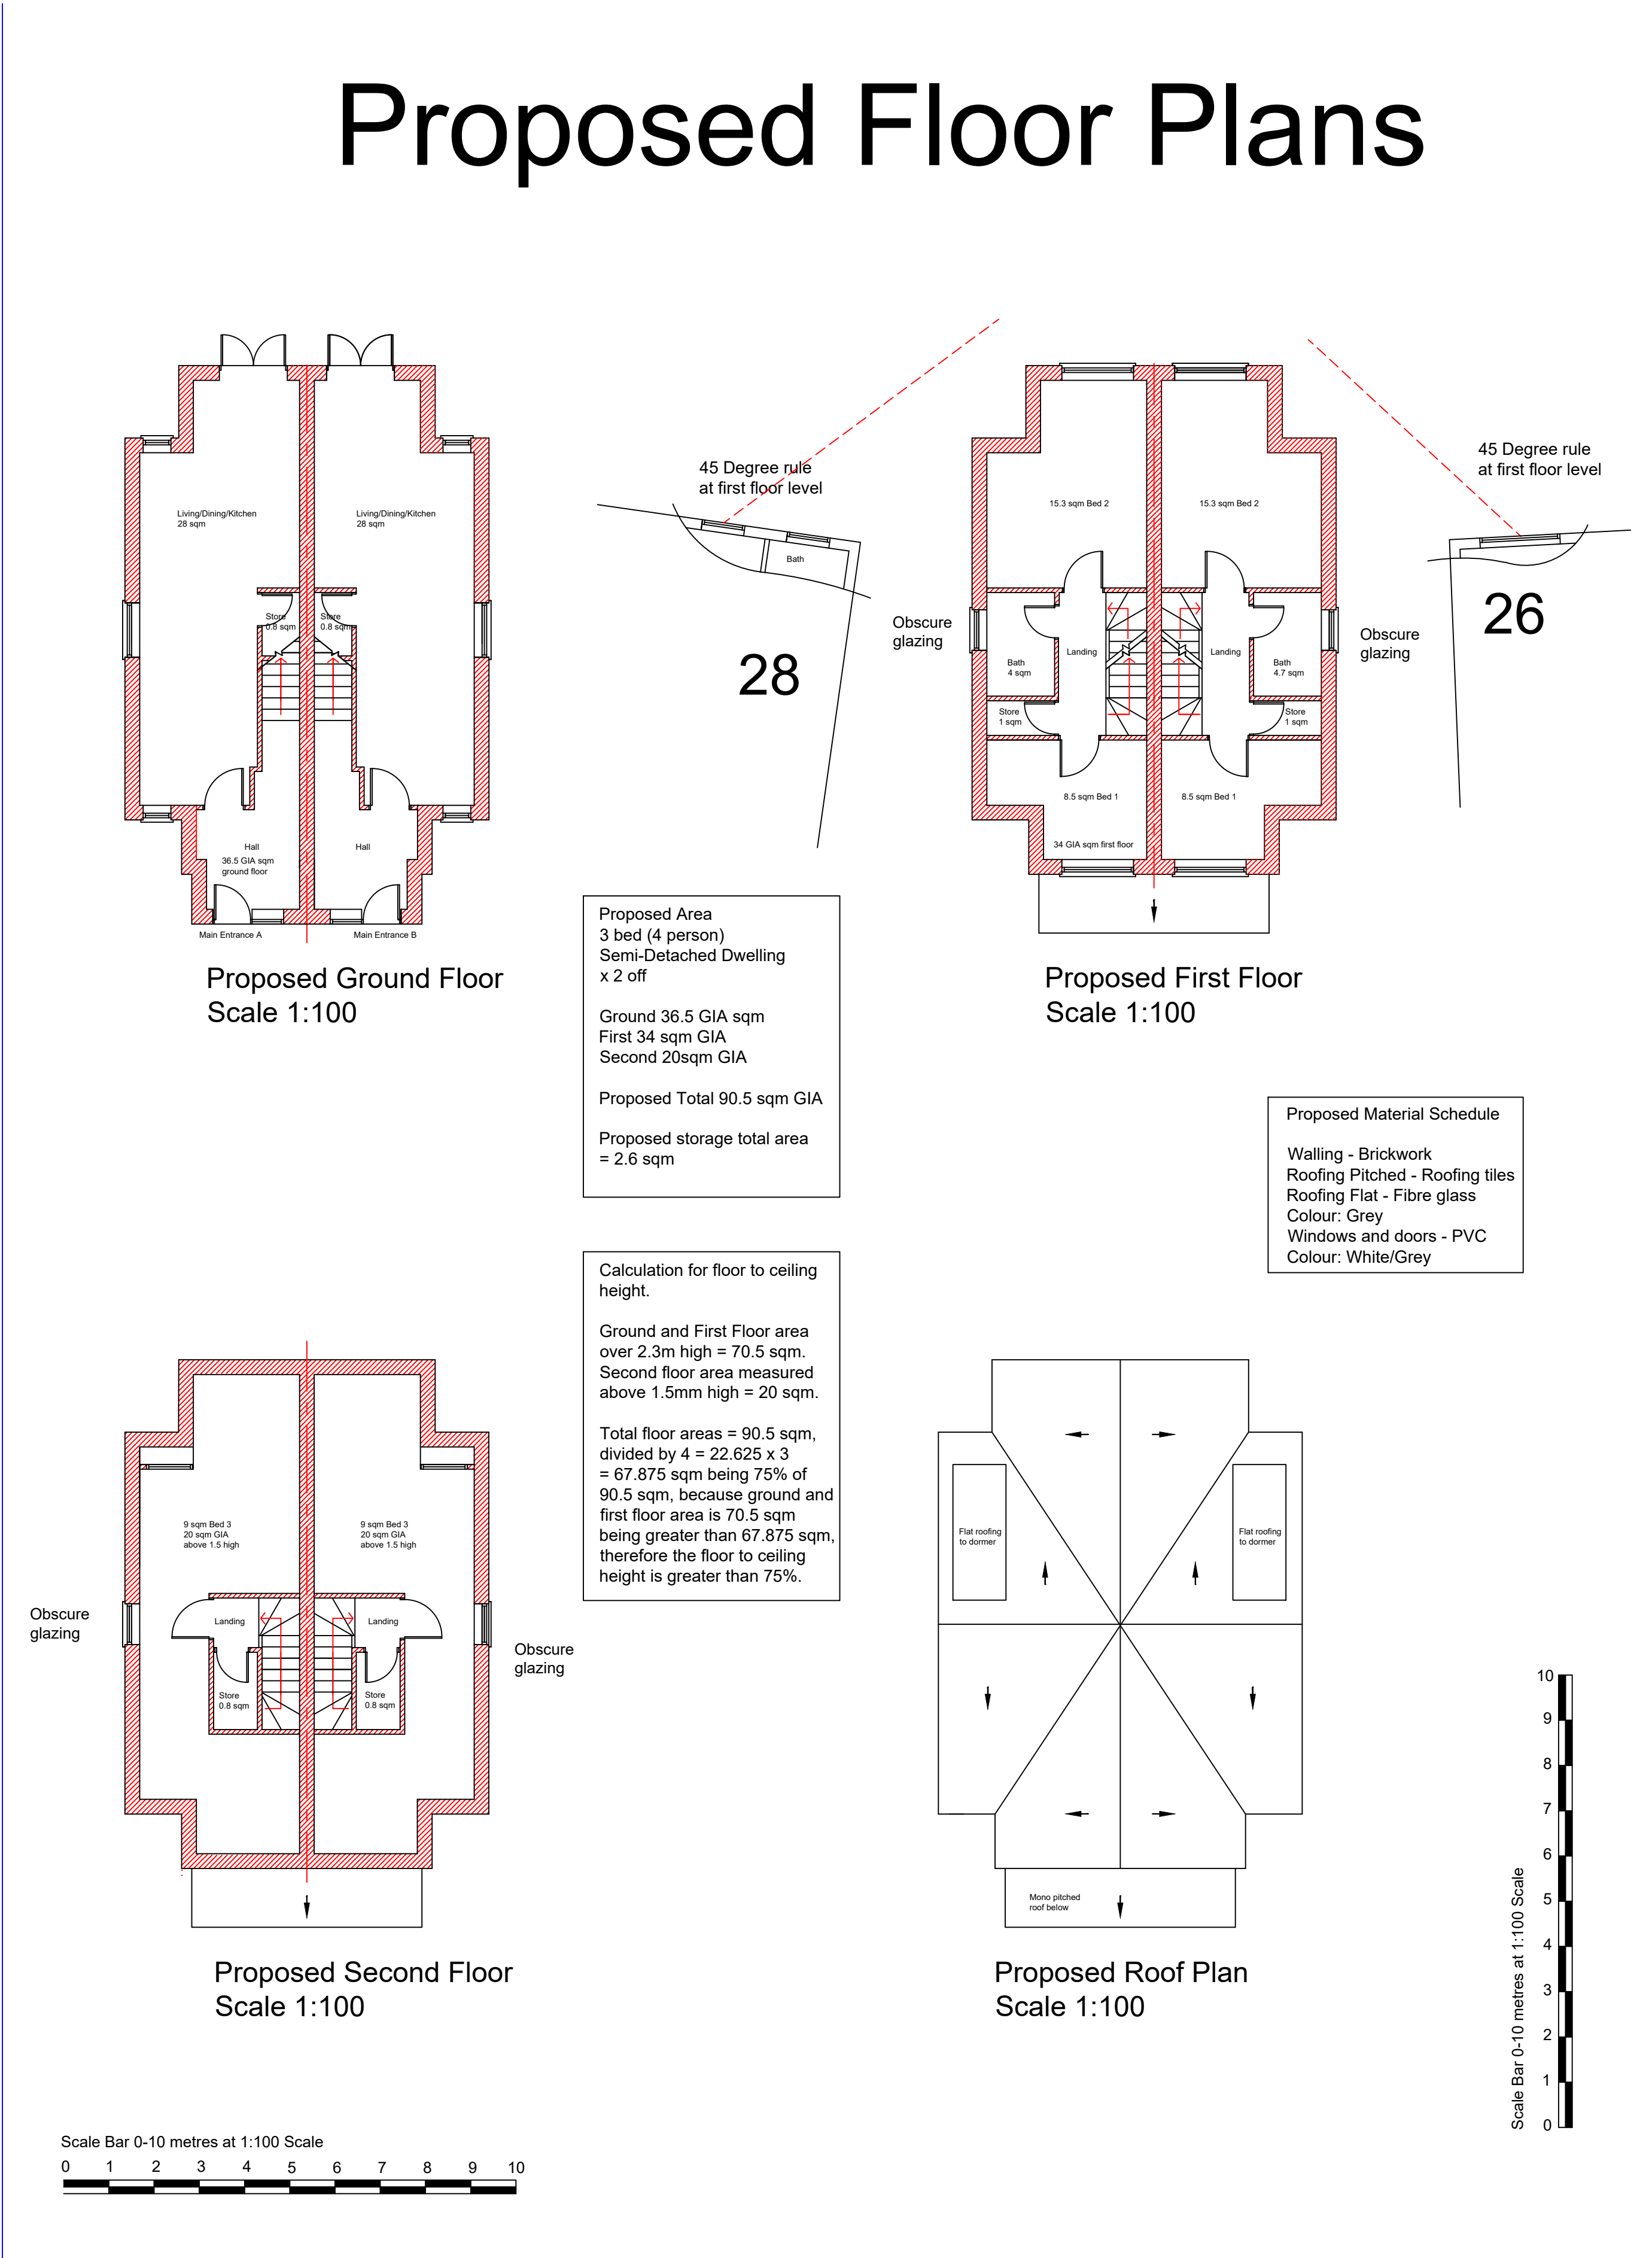 Proposed Floor Plans
Living/Dining/Kitchen
28 sqm
Living/Dining/Kitchen
28 sqm
Store
0.8 sqm
Store
0.8 sqm
Hall
36.5 GIA sqm
ground floor
Hall
Main Entrance A
Main Entrance B
Proposed Ground Floor
Scale 1:100
45 Degree rule
at first floor level
Bath
28
45 Degree rule
at first floor level
26
Obscure
glazing
Obscure
glazing
15.3 sqm Bed 2
15.3 sqm Bed 2
Landing
Landing
Bath
4 sqm
Bath
4.7 sqm
Store
1 sqm
Store
1 sqm
8.5 sqm Bed 1
8.5 sqm Bed 1
34 GIA sqm first floor
Proposed First Floor
Scale 1:100
Proposed Area
3 bed (4 person)
Semi-Detached Dwelling
x 2 off
Ground 36.5 GIA sqm
First 34 sqm GIA
Second 20sqm GIA
Proposed Total 90.5 sqm GIA
Proposed storage total area
= 2.6 sqm
Proposed Material Schedule
Walling - Brickwork
Roofing Pitched - Roofing tiles
Roofing Flat - Fibre glass
Colour: Grey
Windows and doors - PVC
Colour: White/Grey
Calculation for floor to ceiling
height.
Ground and First Floor area
over 2.3m high = 70.5 sqm.
Second floor area measured
above 1.5mm high = 20 sqm.
Total floor areas = 90.5 sqm,
divided by 4 = 22.625 x 3
= 67.875 sqm being 75% of
90.5 sqm, because ground and
first floor area is 70.5 sqm
being greater than 67.875 sqm,
therefore the floor to ceiling
height is greater than 75%.
9 sqm Bed 3
20 sqm GIA
above 1.5 high
9 sqm Bed 3
20 sqm GIA
above 1.5 high
Obscure
glazing
Obscure
glazing
Landing
Landing
Store
0.8 sqm
Store
0.8 sqm
Proposed Second Floor
Scale 1:100
Flat roofing
to dormer
Flat roofing
to dormer
Mono pitched
roof below
Proposed Roof Plan
Scale 1:100
10
9
8
7
6
5
4
3
2
1
0
Scale Bar 0-10 metres at 1:100 Scale
Scale Bar 0-10 metres at 1:100 Scale
0 1 2 3 4 5 6 7 8 9 10